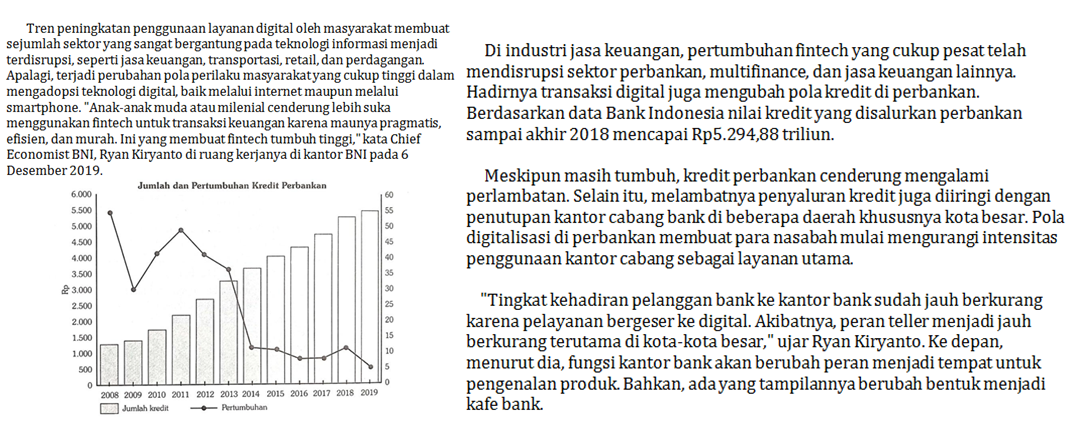 Tren peningkatan penggunaan layanan digital oleh masyarakat membuat
sejumlah sektor yang sangat bergantung pada teknologi informasi menjadi
terdisrupsi, seperti jasa keuangan, transportasi, retail, dan perdagangan.
Apalagi, terjadi perubahan pola perilaku masyarakat yang cukup tinggi dalam
mengadopsi teknologi digital, baik melalui internet maupun melalui
smartphone. "Anak-anak muda atau milenial cenderung lebih suka
menggunakan fintech untuk transaksi keuangan karena maunya pragmatis,
efisien, dan murah. Ini yang membuat fintech tumbuh tinggi," kata Chief
Economist BNI, Ryan Kiryanto di ruang kerjanya di kantor BNI pada 6
Desember 2019.
Jumlah dan Pertumbuhan Kredit Perbankan
6.000
5.500
5.000
4.500
4.000
3.500
3.000
2.500
2.000
1.500
1.000
500
0
Rp
60
55
50
45
40
35
30
25
20
15
10
5
0
2008 2009 2010 2011 2012 2013 2014 2015 2016 2017 2018 2019
Jumlah kredit Pertumbuhan
Di industri jasa keuangan, pertumbuhan fintech yang cukup pesat telah
mendisrupsi sektor perbankan, multifinance, dan jasa keuangan lainnya.
Hadirnya transaksi digital juga mengubah pola kredit di perbankan.
Berdasarkan data Bank Indonesia nilai kredit yang disalurkan perbankan
sampai akhir 2018 mencapai Rp5.294,88 triliun.
Meskipun masih tumbuh, kredit perbankan cenderung mengalami
perlambatan. Selain itu, melambatnya penyaluran kredit juga diiringi dengan
penutupan kantor cabang bank di beberapa daerah khususnya kota besar. Pola
digitalisasi di perbankan membuat para nasabah mulai mengurangi intensitas
penggunaan kantor cabang sebagai layanan utama.
"Tingkat kehadiran pelanggan bank ke kantor bank sudah jauh berkurang
karena pelayanan bergeser ke digital. Akibatnya, peran teller menjadi jauh
berkurang terutama di kota-kota besar," ujar Ryan Kiryanto. Ke depan,
menurut dia, fungsi kantor bank akan berubah peran menjadi tempat untuk
pengenalan produk. Bahkan, ada yang tampilannya berubah bentuk menjadi
kafe bank.